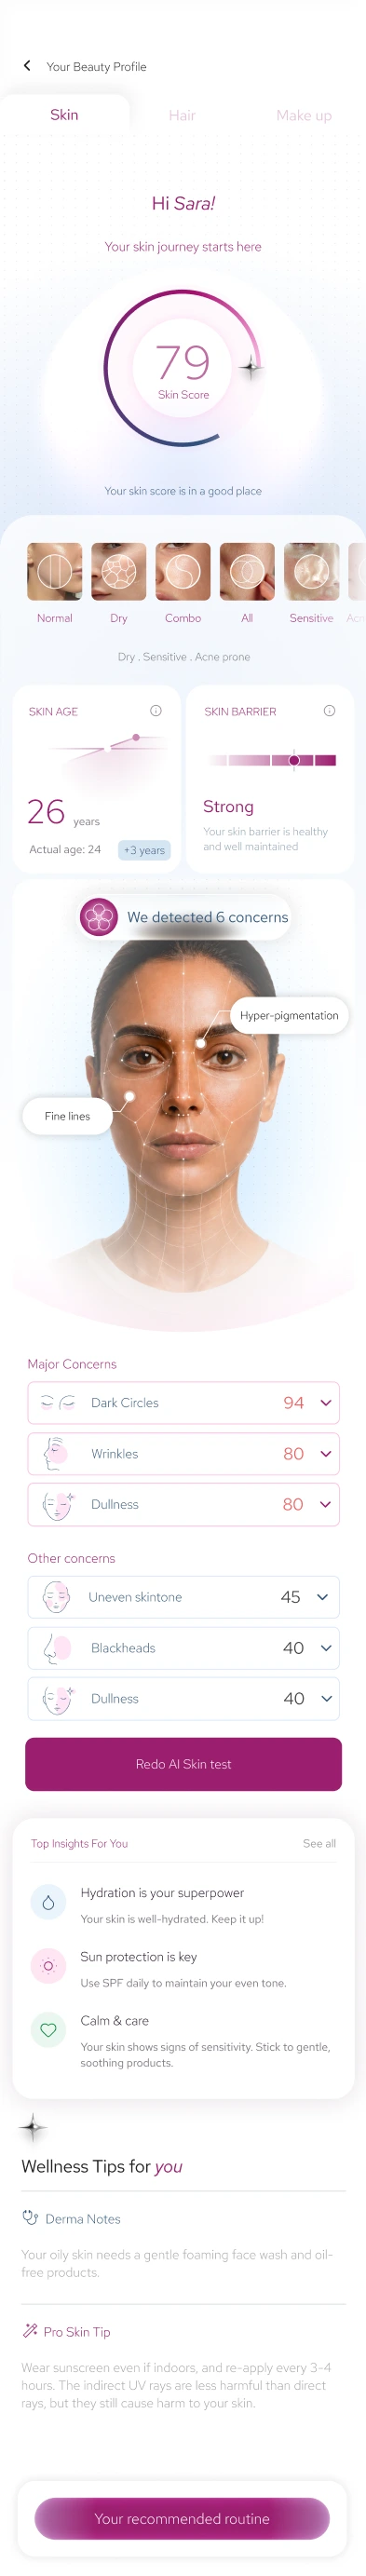 Your Beauty Profile
Skin
Hair
Make up
Hi Sara!
Your skin journey starts here
79
Skin Score
Your skin score is in a good place
Normal
Dry
Combo
All
Sensitive
Dry . Sensitive . Acne prone
SKIN AGE
26 years
Actual age: 24
+3 years
SKIN BARRIER
Strong
Your skin barrier is healthy
and well maintained
We detected 6 concerns
Hyper-pigmentation
Fine lines
Major Concerns
Dark Circles 94
Wrinkles 80
Dullness 80
Other concerns
Uneven skintone 45
Blackheads 40
Dullness 40
Redo AI Skin test
Top Insights For You
See all
Hydration is your superpower
Your skin is well-hydrated. Keep it up!
Sun protection is key
Use SPF daily to maintain your even tone.
Calm & care
Your skin shows signs of sensitivity. Stick to gentle,
soothing products.
Wellness Tips for you
Derma Notes
Your oily skin needs a gentle foaming face wash and oil-
free products.
Pro Skin Tip
Wear sunscreen even if indoors, and re-apply every 3-4
hours. The indirect UV rays are less harmful than direct
rays, but they still cause harm to your skin.
Your recommended routine